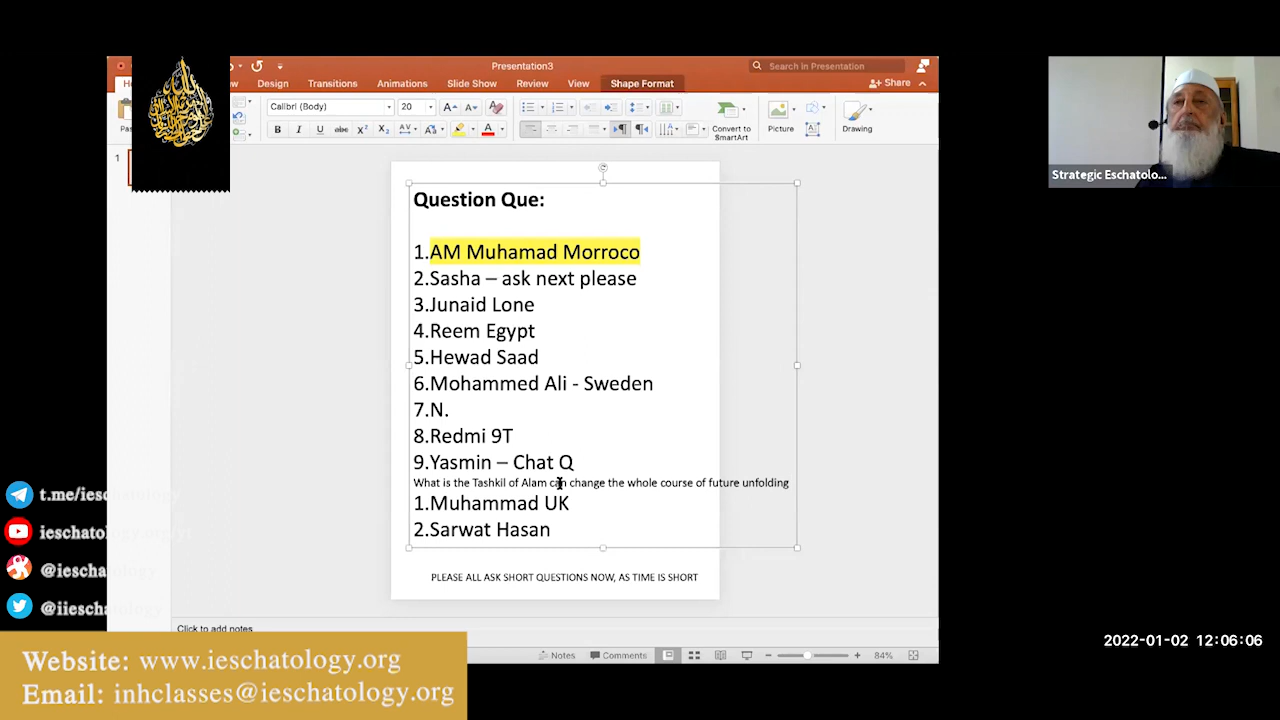 Presentation3
Search in Presentation
Design
Transitions
Animations
Slide Show
Review
View
Shape Format
Share
Calibri (Body)
20
Convert to
SmartArt
Picture
Drawing
1
Question Que:
1.AM Muhamad Morroco
2.Sasha – ask next please
3.Junaid Lone
4.Reem Egypt
5.Hewad Saad
6.Mohammed Ali - Sweden
7.N.
8.Redmi 9T
9.Yasmin – Chat Q
What is the Tashkil of Alam can change the whole course of future unfolding
1.Muhammad UK
2.Sarwat Hasan
PLEASE ALL ASK SHORT QUESTIONS NOW, AS TIME IS SHORT
Click to add notes
Notes
Comments
84%
Strategic Eschatolo...
t.me/ieschatology
@iieschatology
2022-01-02 12:06:06
Website: www.ieschatology.org
Email: inhclasses@ieschatology.org